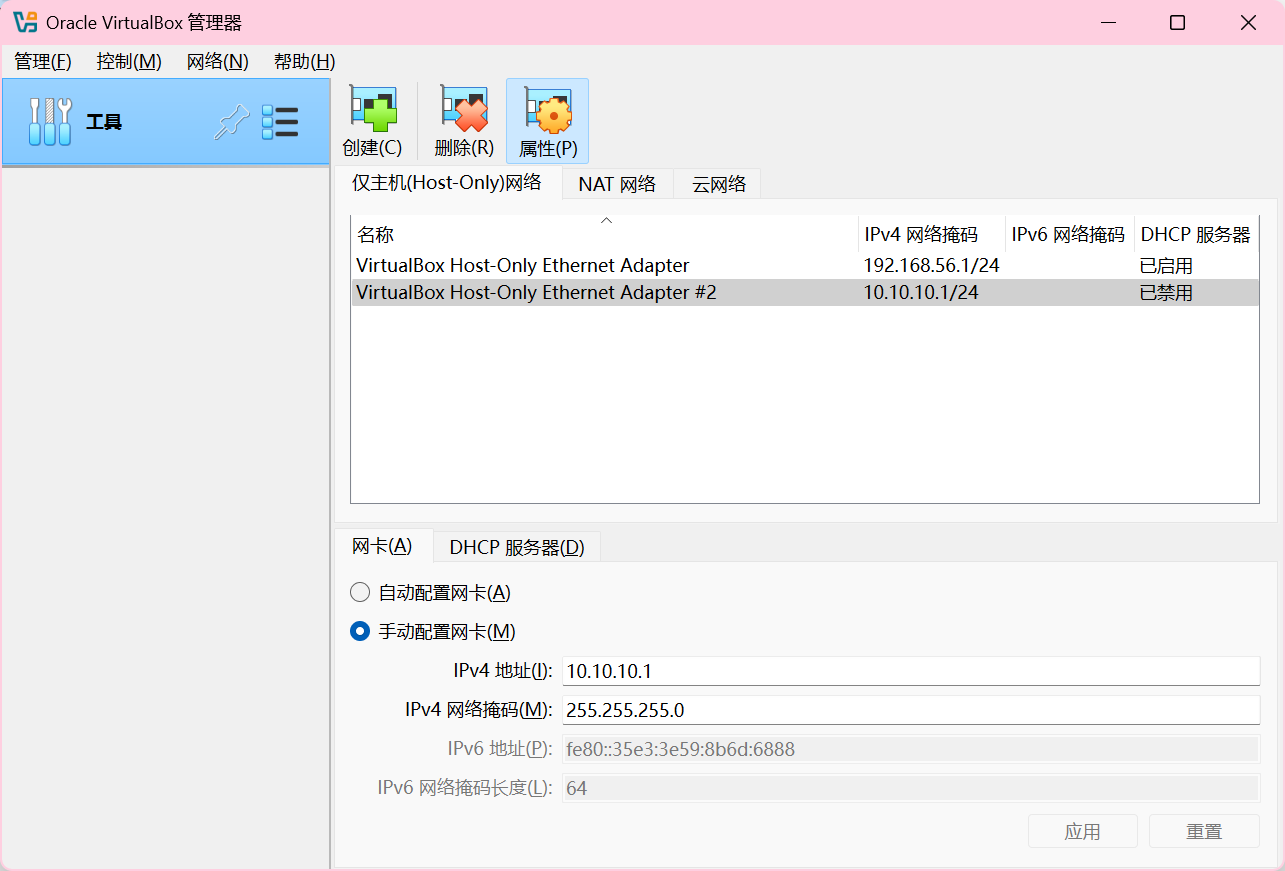 Oracle VirtualBox 管理器
管理(F) 控制(M) 网络(N) 帮助(H)
工具
创建(C) 删除(R) 属性(P)
仅主机(Host-Only)网络 NAT 网络 云网络
名称 IPv4 网络掩码 IPv6 网络掩码 DHCP 服务器
VirtualBox Host-Only Ethernet Adapter 192.168.56.1/24 已启用
VirtualBox Host-Only Ethernet Adapter #2 10.10.10.1/24 已禁用
网卡(A) DHCP 服务器(D)
自动配置网卡(A)
手动配置网卡(M)
IPv4 地址(I): 10.10.10.1
IPv4 网络掩码(M): 255.255.255.0
IPv6 地址(P): fe80::35e3:3e59:8b6d:6888
IPv6 网络掩码长度(L): 64
应用 重置